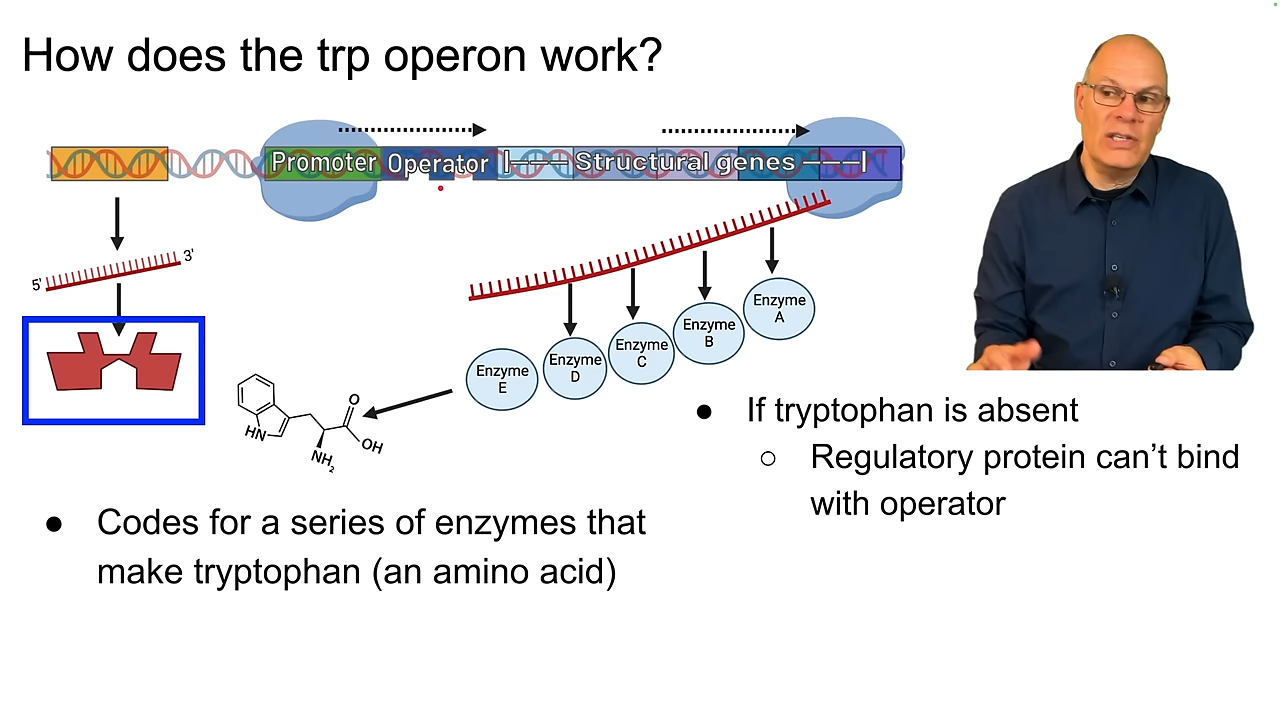 How does the trp operon work?
Promoter Operator |——— Structural genes ———|
5' 3'
Enzyme A
Enzyme B
Enzyme C
Enzyme D
Enzyme E
O
OH
HN
NH2
● If tryptophan is absent
○ Regulatory protein can’t bind
with operator
● Codes for a series of enzymes that
make tryptophan (an amino acid)